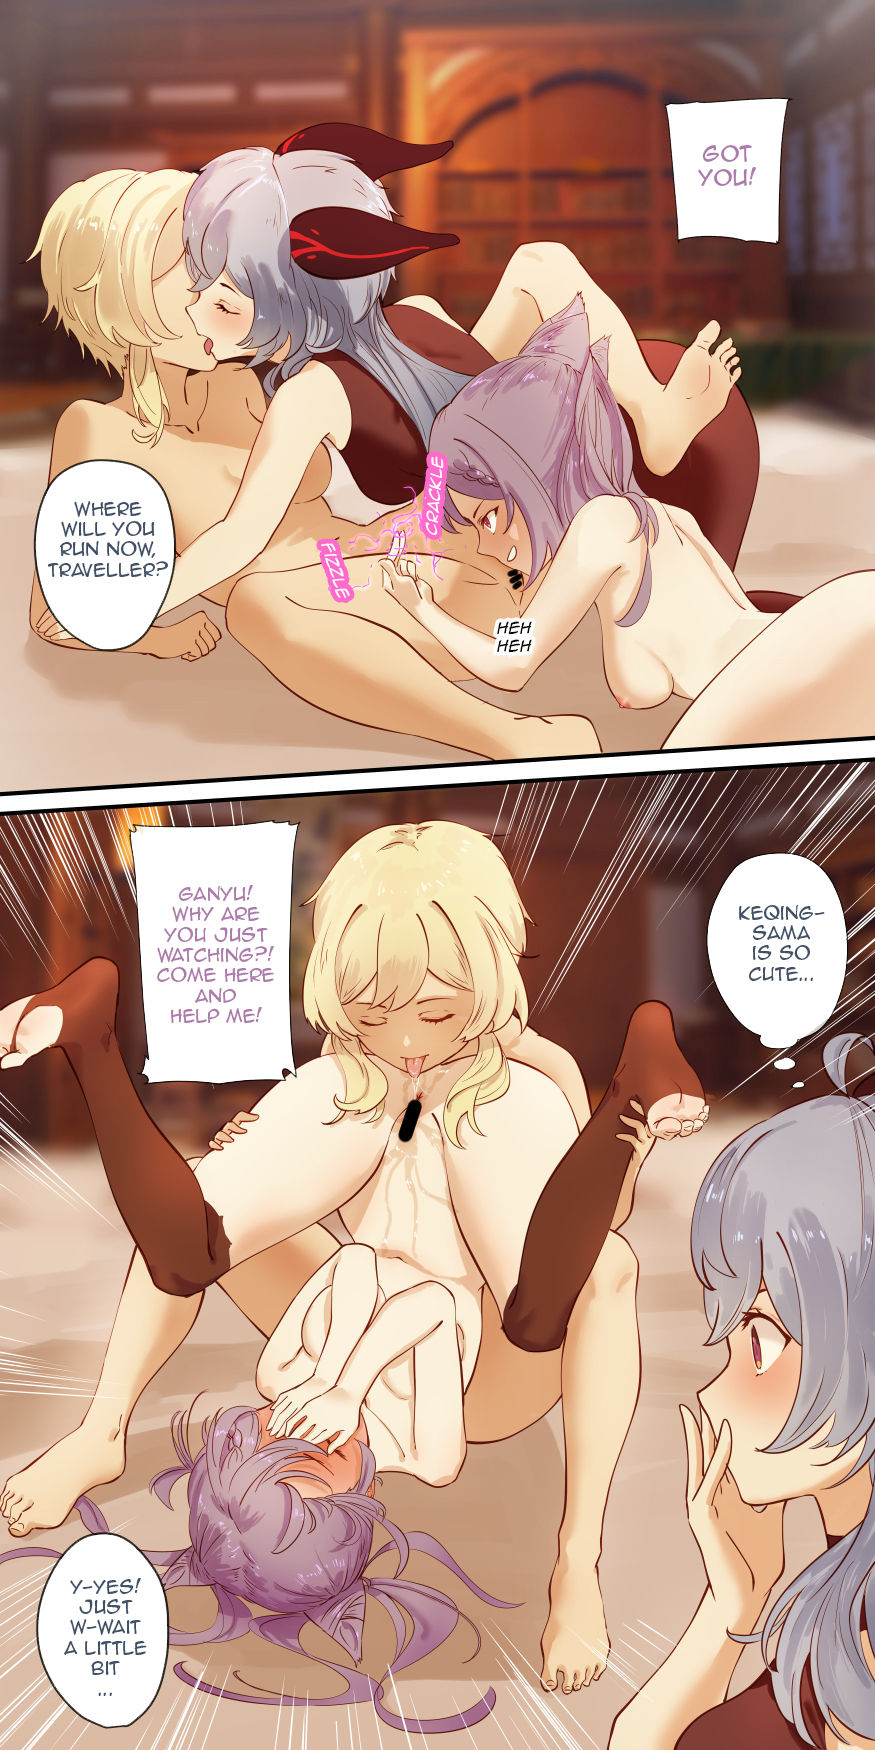 GOT
YOU!
WHERE
WILL YOU
RUN NOW,
TRAVELLER?
CRACKLE
FIZZLE
HEH
HEH
GANYU!
WHY ARE
YOU JUST
WATCHING?!
COME HERE
AND
HELP ME!
KEQING-
SAMA
IS SO
CUTE...
Y-YES!
JUST
W-WAIT
A LITTLE
BIT
...